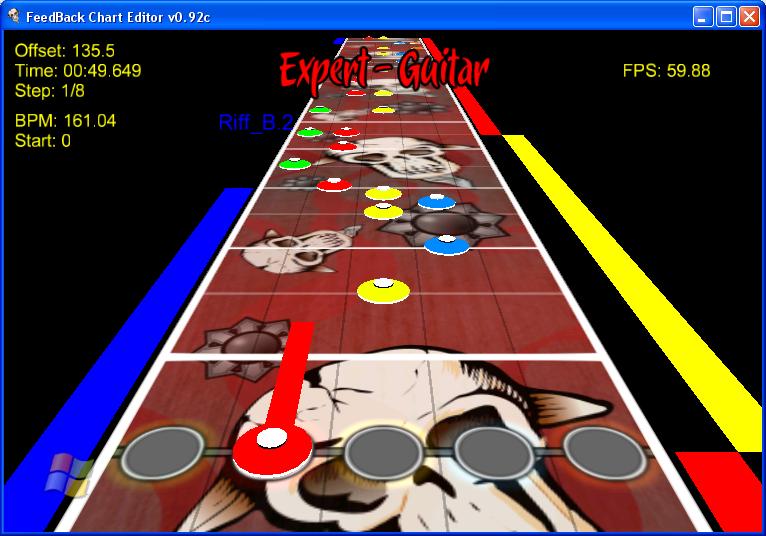 FeedBack Chart Editor v0.92c
Offset: 135.5
Time: 00:49.649
Step: 1/8
BPM: 161.04
Start: 0
Expert - Guitar
FPS: 59.88
Riff_B.2